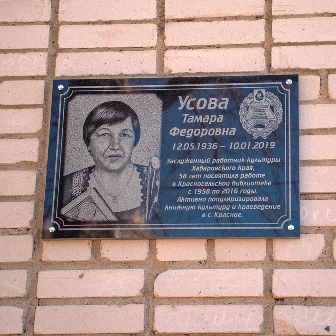 Усова
Тамара
Федоровна
12.05.1936 – 10.01.2019
Заслуженный работник культуры
Хабаровского края.
58 лет посвятила работе
в Красносельской библиотеке
с 1958 по 2016 годы.
Активно популяризировала
книжную культуру и краеведение
в с. Красное.